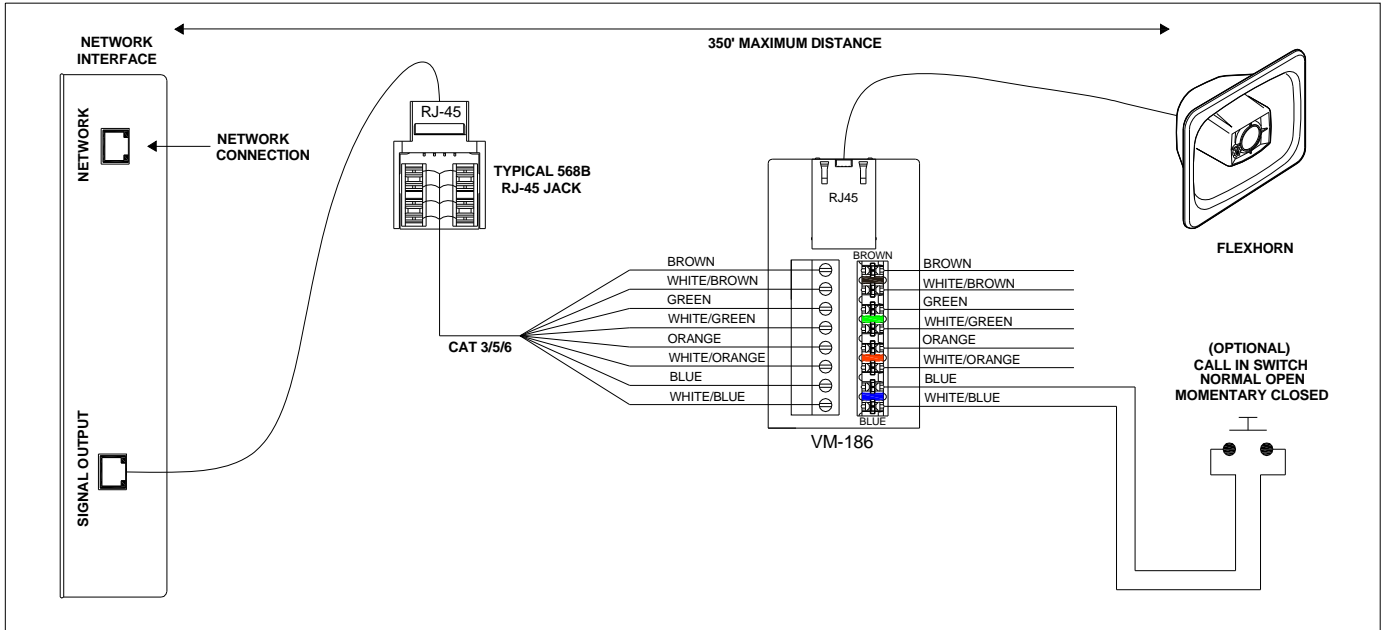 NETWORK
INTERFACE
350' MAXIMUM DISTANCE
NETWORK
NETWORK
CONNECTION
SIGNAL OUTPUT
RJ-45
TYPICAL 568B
RJ-45 JACK
CAT 3/5/6
BROWN
WHITE/BROWN
GREEN
WHITE/GREEN
ORANGE
WHITE/ORANGE
BLUE
WHITE/BLUE
RJ45
BROWN
BLUE
VM-186
BROWN
WHITE/BROWN
GREEN
WHITE/GREEN
ORANGE
WHITE/ORANGE
BLUE
WHITE/BLUE
FLEXHORN
(OPTIONAL)
CALL IN SWITCH
NORMAL OPEN
MOMENTARY CLOSED